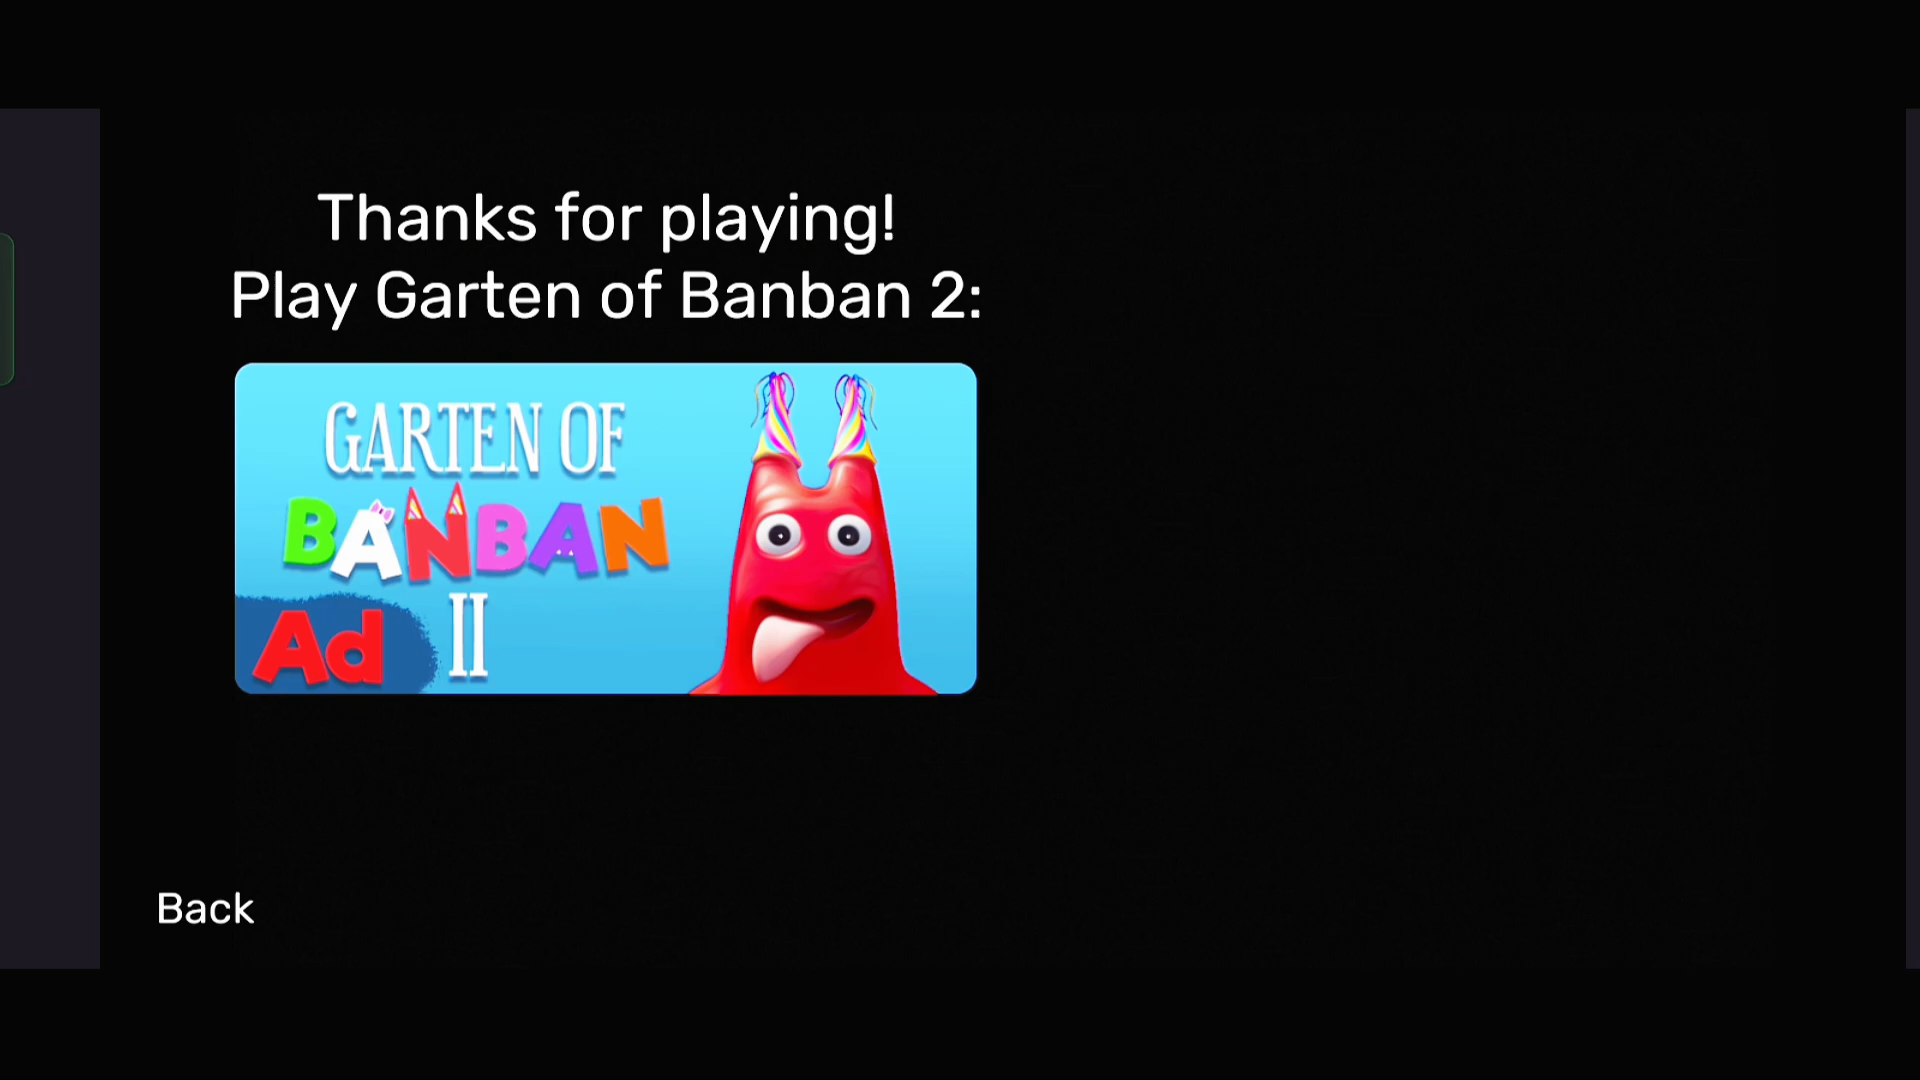 Thanks for playing!
Play Garten of Banban 2:
GARTEN OF
BANBAN
II
Ad
Back